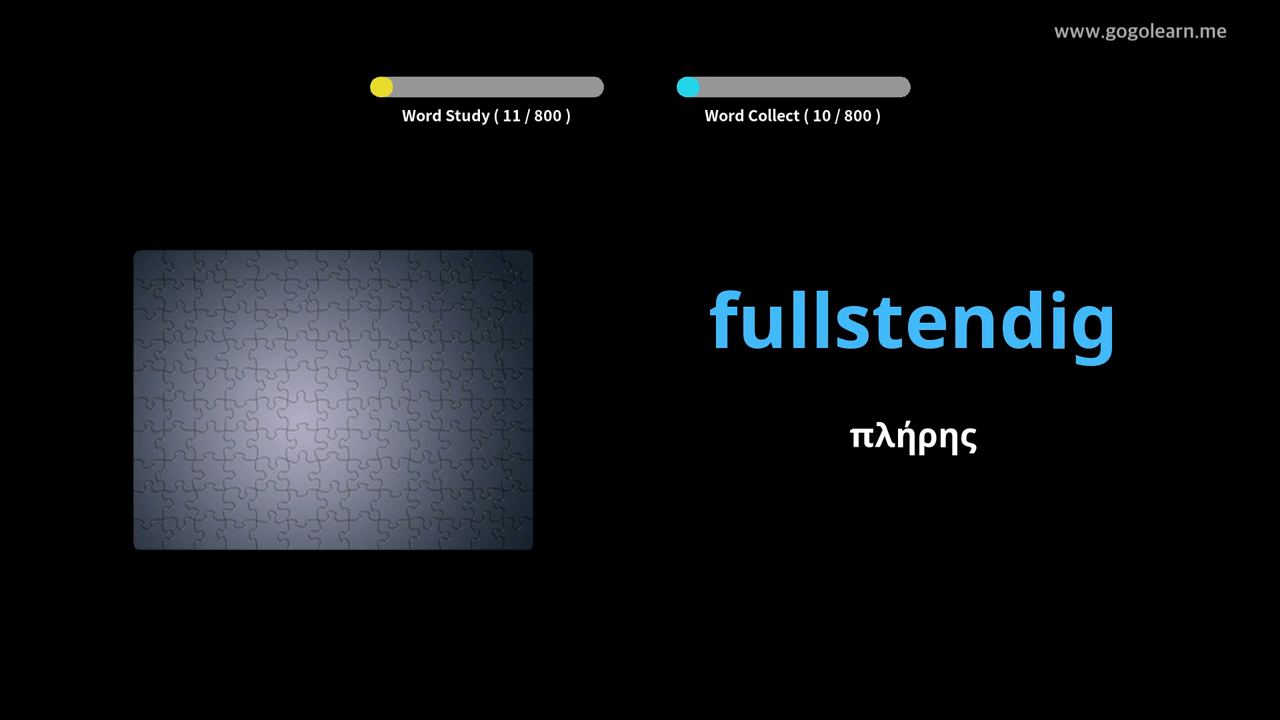 www.gogolearn.me
Word Study ( 11 / 800 )
Word Collect ( 10 / 800 )
fullstendig
πλήρης